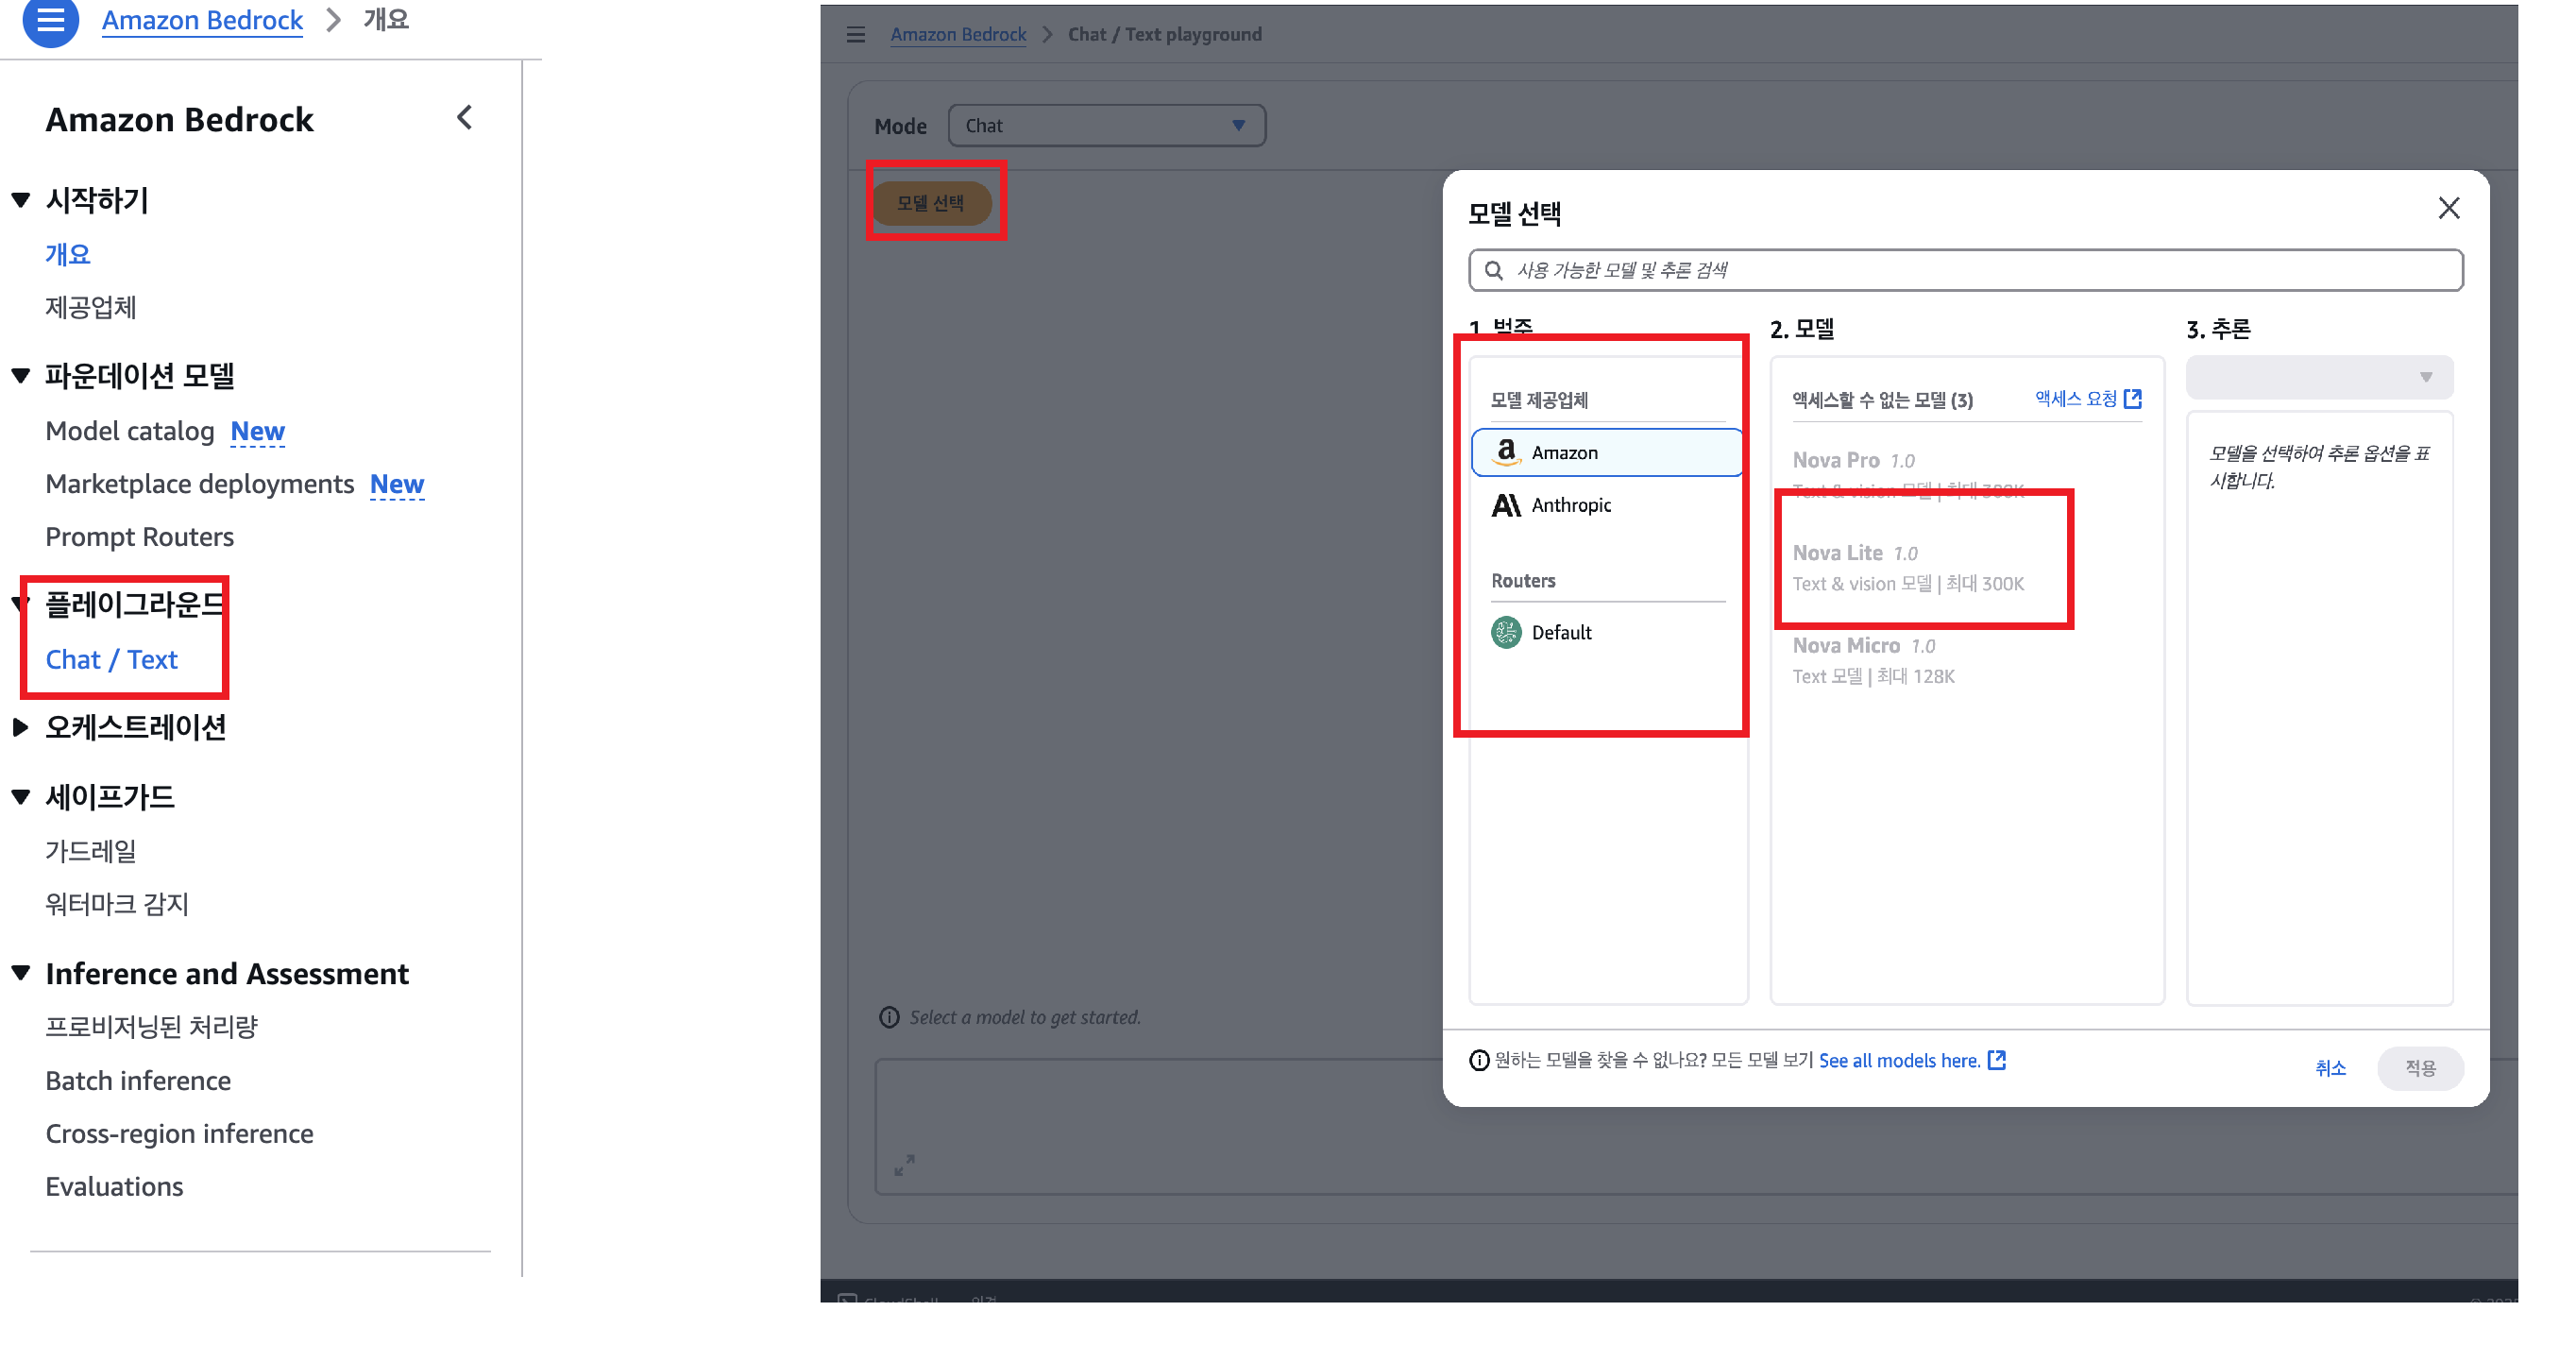 Amazon Bedrock > 개요
Amazon Bedrock
시작하기
개요
제공업체
파운데이션 모델
Model catalog New
Marketplace deployments New
Prompt Routers
플레이그라운드
Chat / Text
오케스트레이션
세이프가드
가드레일
워터마크 감지
Inference and Assessment
프로비저닝된 처리량
Batch inference
Cross-region inference
Evaluations
Amazon Bedrock > Chat / Text playground
Mode Chat
모델 선택
Select a model to get started.
모델 선택
사용 가능한 모델 및 추론 검색
1. 범주
모델 제공업체
Amazon
Anthropic
Routers
Default
2. 모델
액세스할 수 없는 모델 (3) 액세스 요청
Nova Pro 1.0
Text & vision 모델 | 최대 300K
Nova Lite 1.0
Text & vision 모델 | 최대 300K
Nova Micro 1.0
Text 모델 | 최대 128K
3. 추론
모델을 선택하여 추론 옵션을 표
시합니다.
원하는 모델을 찾을 수 없나요? 모든 모델 보기 See all models here.
취소 적용
CloudShell